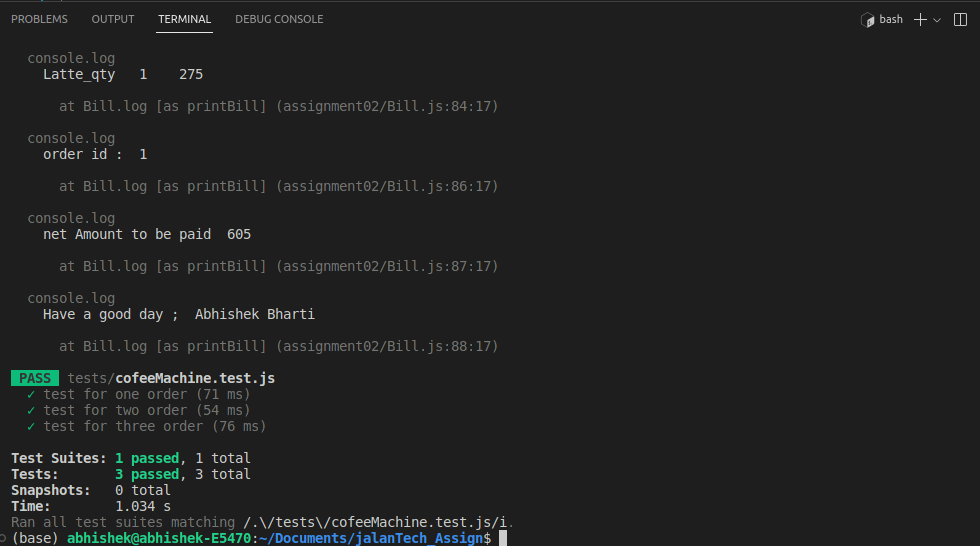 PROBLEMS OUTPUT TERMINAL DEBUG CONSOLE bash
console.log
Latte_qty 1 275
at Bill.log [as printBill] (assignment02/Bill.js:84:17)
console.log
order id : 1
at Bill.log [as printBill] (assignment02/Bill.js:86:17)
console.log
net Amount to be paid 605
at Bill.log [as printBill] (assignment02/Bill.js:87:17)
console.log
Have a good day ; Abhishek Bharti
at Bill.log [as printBill] (assignment02/Bill.js:88:17)
PASS tests/cofeeMachine.test.js
✓ test for one order (71 ms)
✓ test for two order (54 ms)
✓ test for three order (76 ms)
Test Suites: 1 passed, 1 total
Tests: 3 passed, 3 total
Snapshots: 0 total
Time: 1.034 s
Ran all test suites matching /.\/tests\/cofeeMachine.test.js/i.
(base) abhishek@abhishek-E5470:~/Documents/jalanTech_Assign$